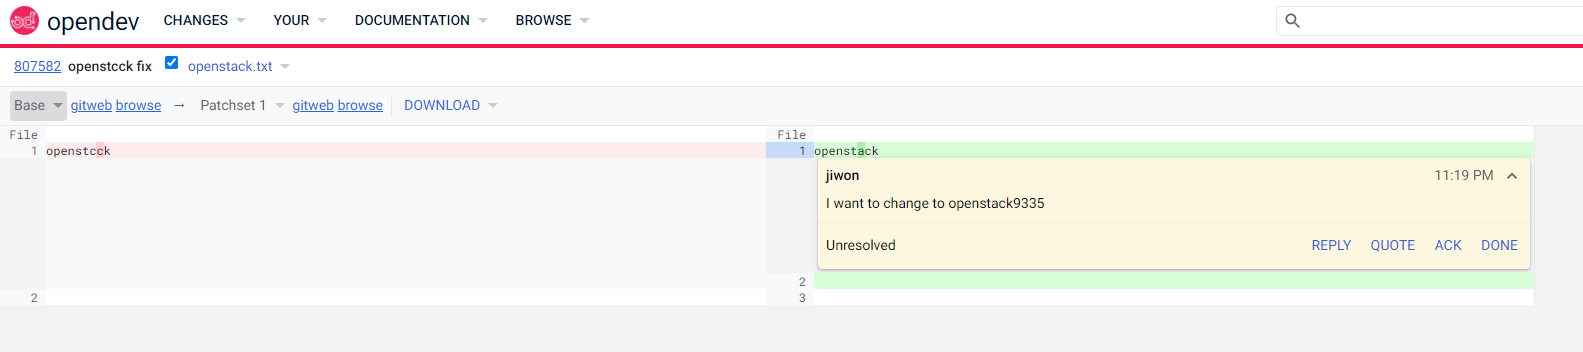 opendev CHANGES YOUR DOCUMENTATION BROWSE
807582 openstcck fix openstack.txt
Base gitweb browse → Patchset 1 gitweb browse DOWNLOAD
File File
1 openstcck 1 openstack
jiwon 11:19 PM
I want to change to openstack9335
Unresolved REPLY QUOTE ACK DONE
2
2 3